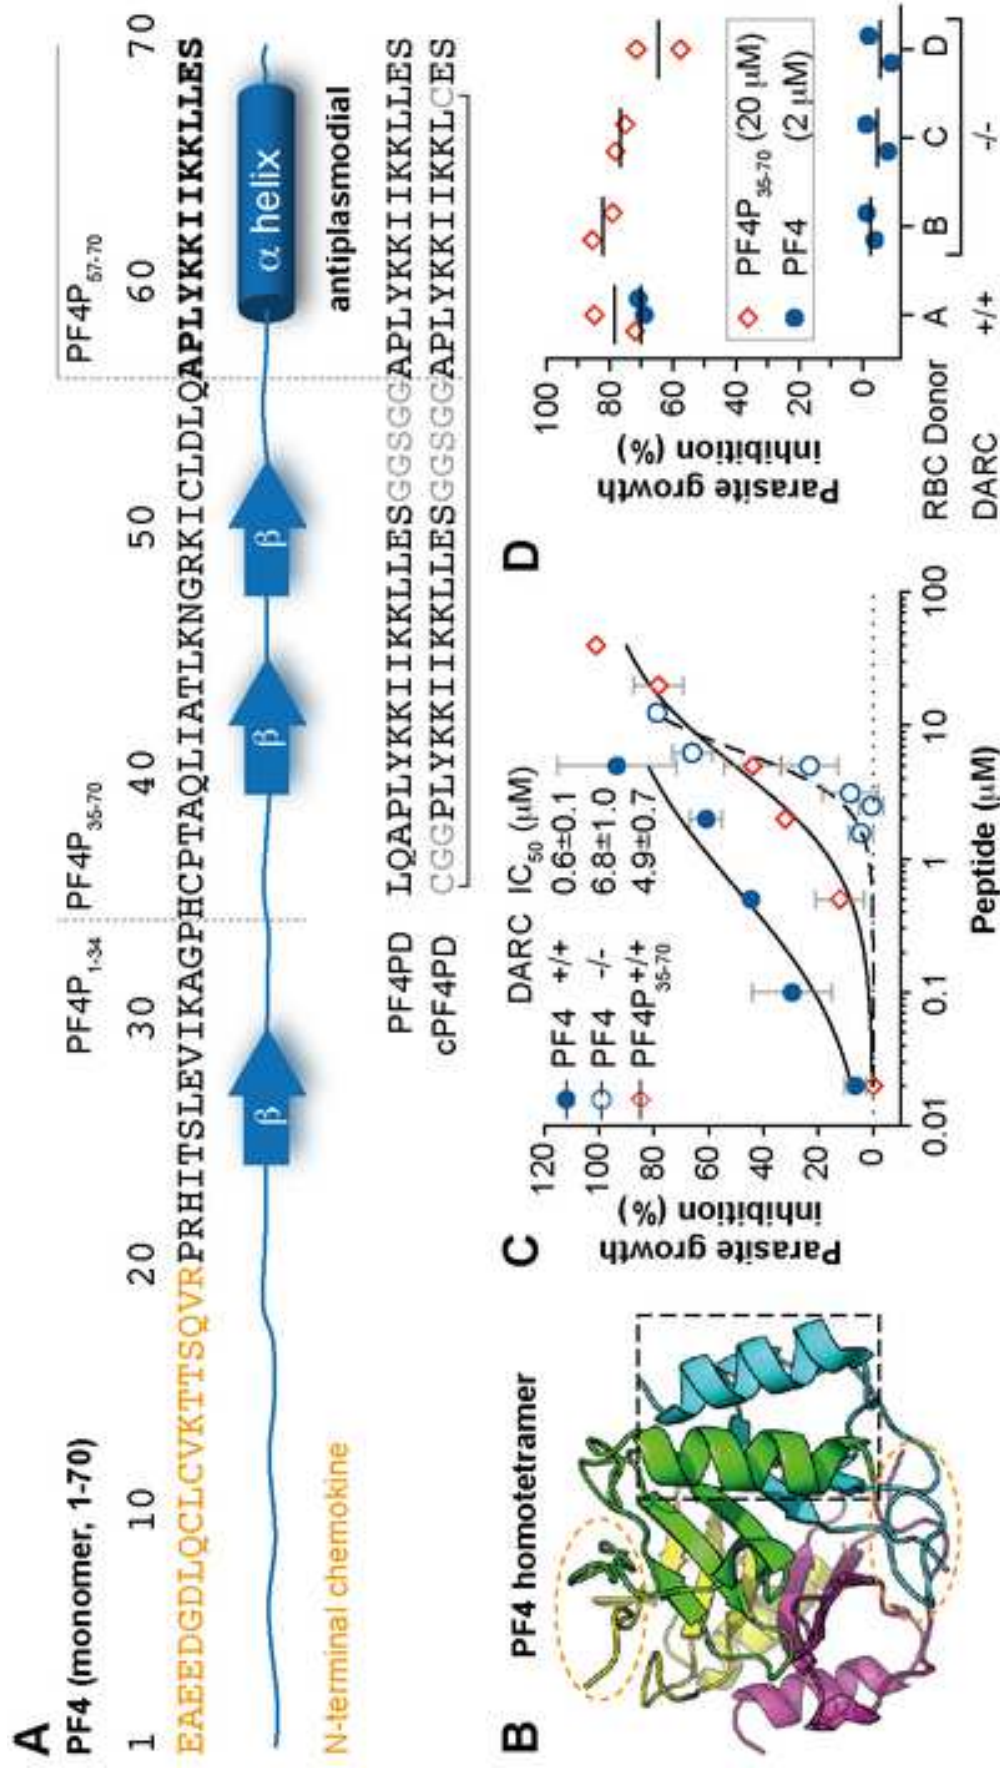 A
PF4 (monomer, 1-70)
PF4P1-34 PF4P35-70 PF4P57-70
1 10 20 30 40 50 60 70
EAEEDGDLQCLCVKTTSQVRPRHITSLEVIKAGPHCPTAQLIATLKNGRKICLDLQAPLYKKIIKKLLES
β β β α helix
N-terminal chemokine
antiplasmodial
PF4PD LQAPLYKKIIKKLLESGGSGGAPLYKKIIKKLLES
cPF4PD CGGPLYKKIIKKLLESGGSGGAPLYKKIIKKLCES
B
PF4 homotetramer
C
Parasite growth
inhibition (%)
120
100
80
60
40
20
0
DARC IC50 (μM)
PF4 +/+ 0.6±0.1
PF4 -/- 6.8±1.0
PF4P35-70 +/+ 4.9±0.7
0.01 0.1 1 10 100
Peptide (μM)
D
Parasite growth
inhibition (%)
100
80
60
40
20
0
PF4P35-70 (20 μM)
PF4 (2 μM)
RBC Donor A B C D
DARC +/+ -/-